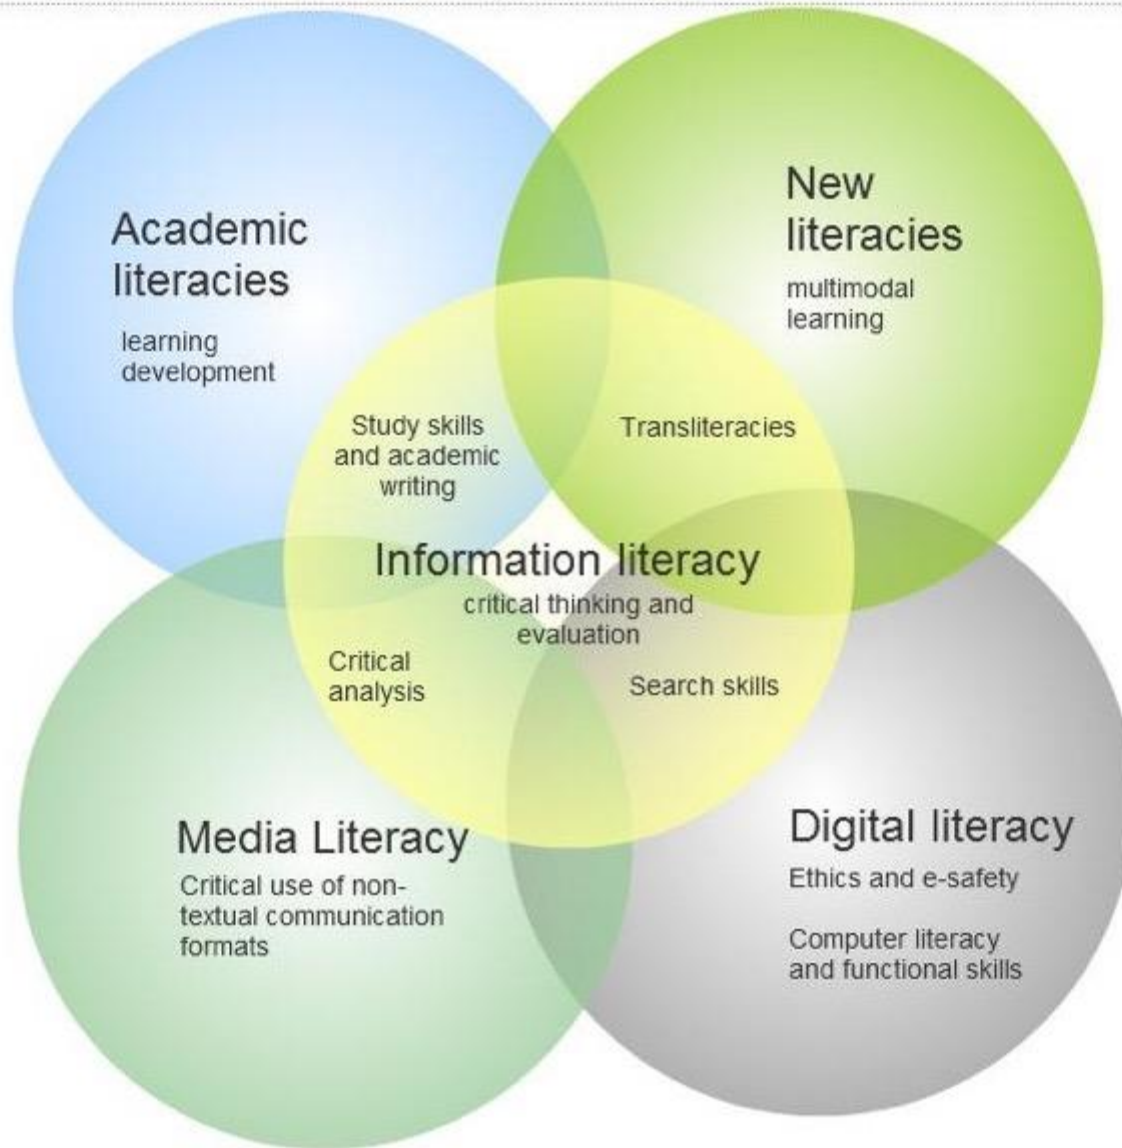 Academic
literacies
learning
development
New
literacies
multimodal
learning
Study skills
and academic
writing
Transliteracies
Information literacy
critical thinking and
evaluation
Critical
analysis
Search skills
Media Literacy
Critical use of non-
textual communication
formats
Digital literacy
Ethics and e-safety
Computer literacy
and functional skills